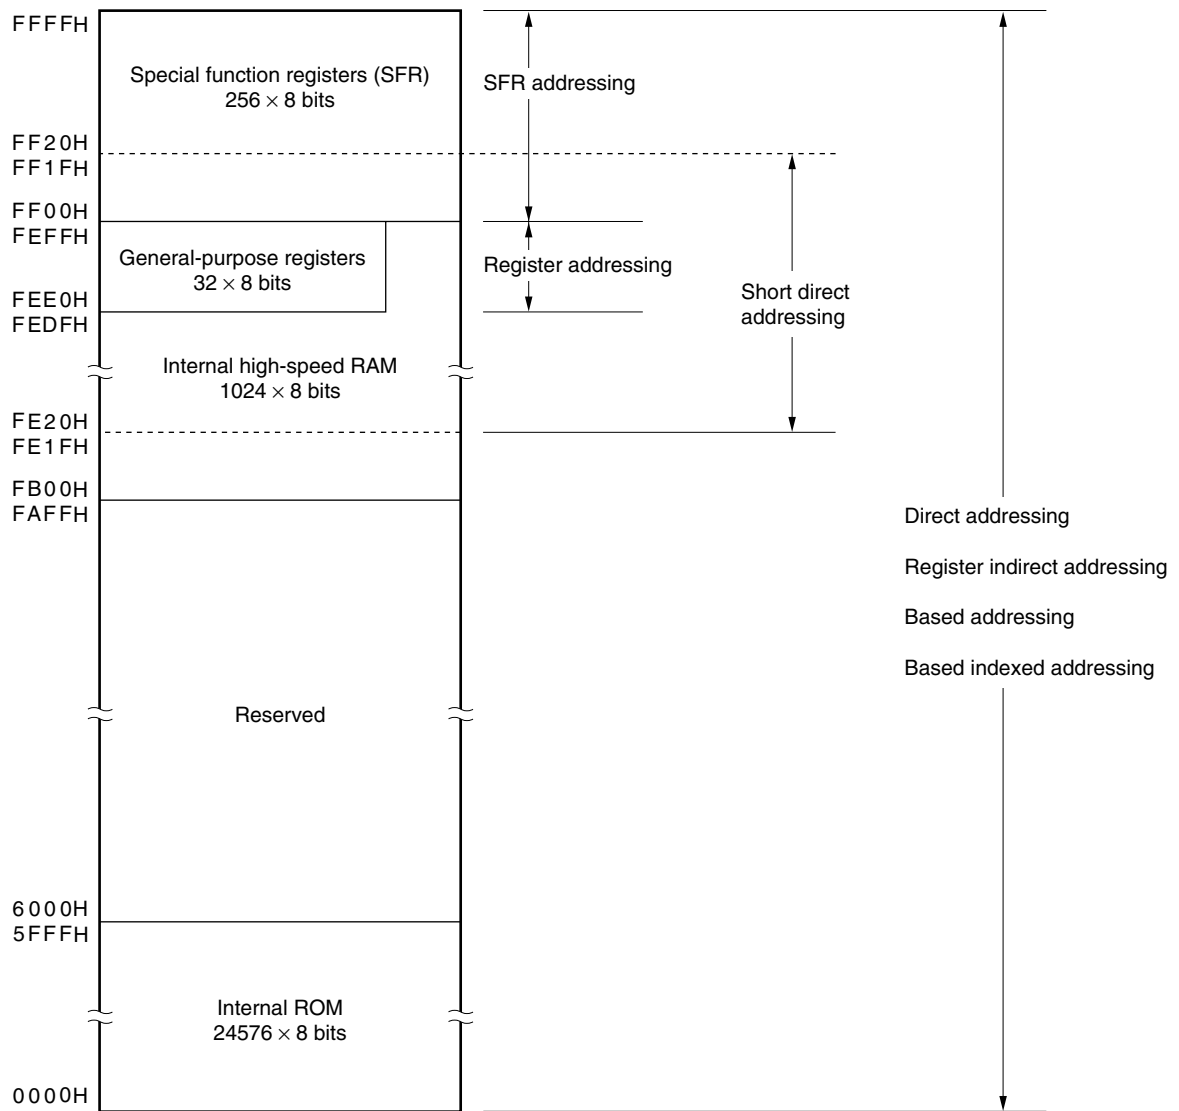 FFFFH
Special function registers (SFR)
256 × 8 bits
SFR addressing
FF20H
FF1FH
FF00H
FEFFH
General-purpose registers
32 × 8 bits
Register addressing
FEE0H
FEDFH
Short direct
addressing
Internal high-speed RAM
1024 × 8 bits
FE20H
FE1FH
FB00H
FAFFH
Direct addressing
Register indirect addressing
Based addressing
Based indexed addressing
Reserved
6000H
5FFFH
Internal ROM
24576 × 8 bits
0000H